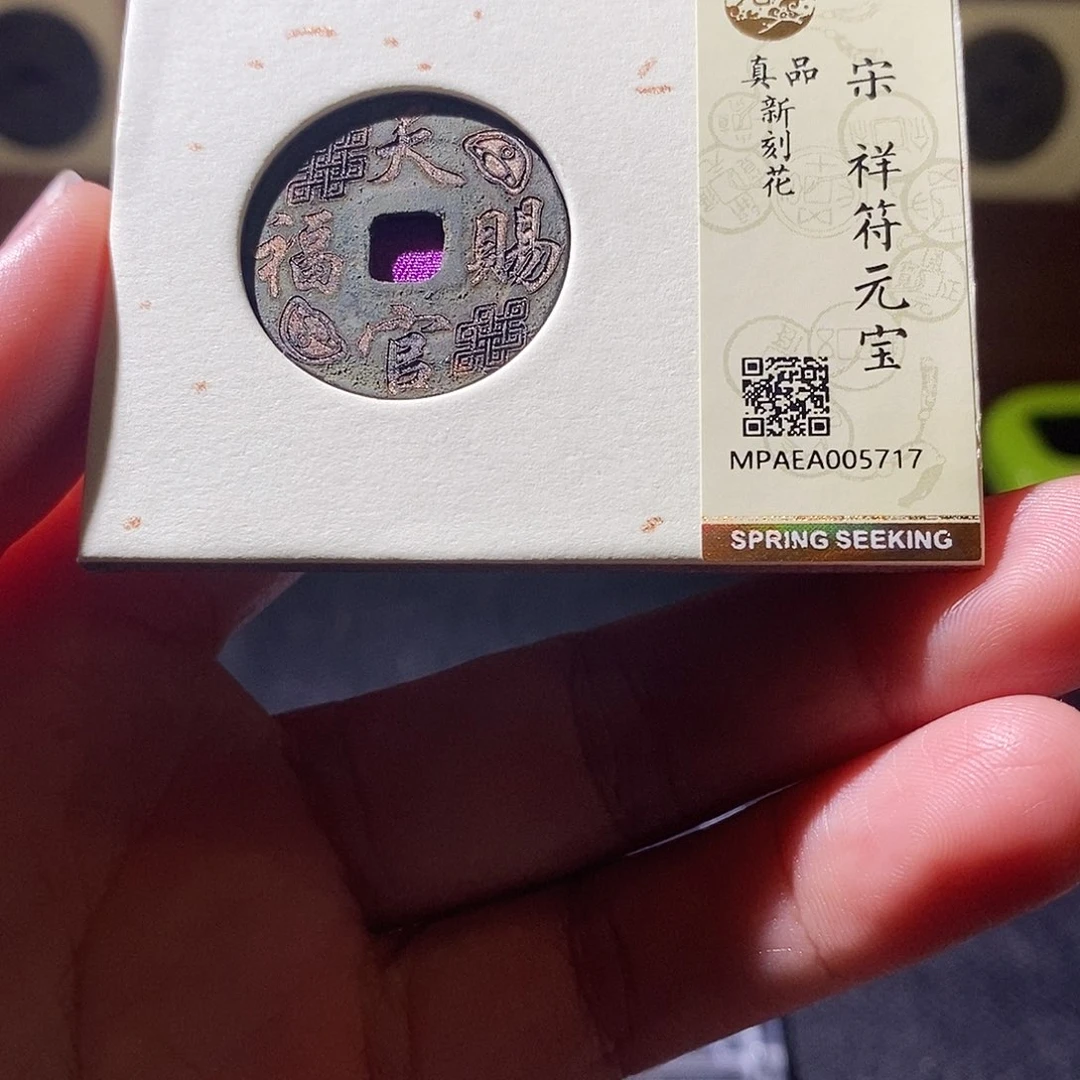 天
賜
官
福
宋 祥符元宝
真品
新刻花
MPAEA005717
SPRING SEEKING